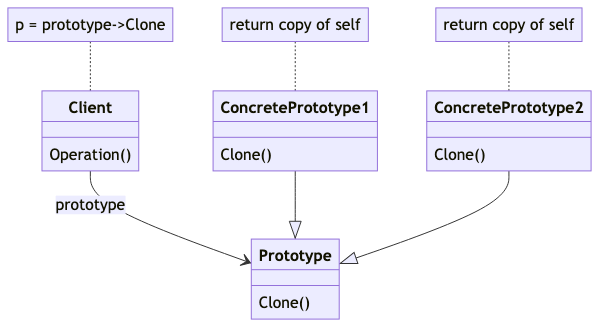 p = prototype->Clone
return copy of self
return copy of self
Client
Operation()
ConcretePrototype1
Clone()
ConcretePrototype2
Clone()
prototype
Prototype
Clone()